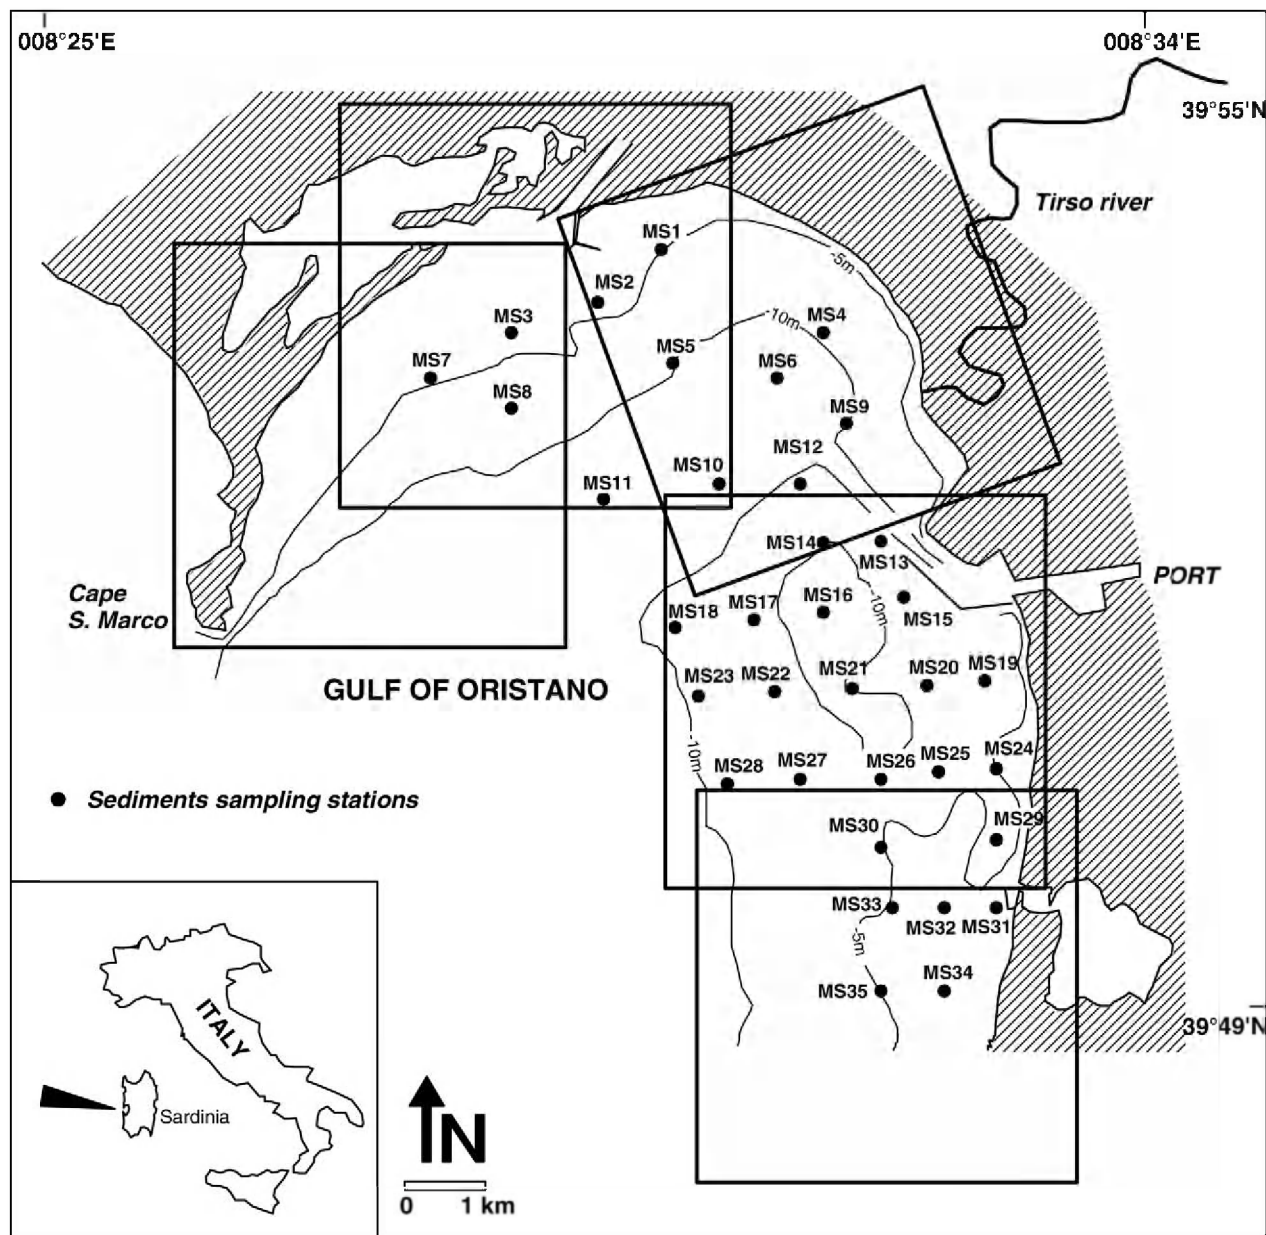 008°25'E
008°34'E
39°55'N
Tirso river
MS1
-5m
MS2
MS3
-10m
MS4
MS5
MS7
MS6
MS8
MS9
MS12
MS10
MS11
MS14
MS13
PORT
Cape
S. Marco
-10m
MS16
MS17
MS18
MS15
MS19
MS21
MS20
MS23
MS22
GULF OF ORISTANO
-10m
MS24
MS25
MS27
MS26
MS28
Sediments sampling stations
MS29
MS30
MS33
MS32
MS31
-5m
MS34
MS35
39°49'N
ITALY
Sardinia
N
0
1 km